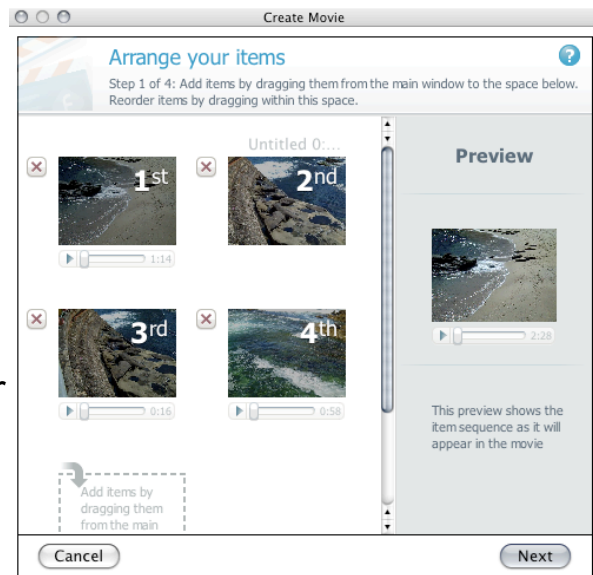 Create Movie
Arrange your items
?
Step 1 of 4: Add items by dragging them from the main window to the space below.
Reorder items by dragging within this space.
Untitled 0:...
1st
2nd
1:14
3rd
4th
0:16
0:58
Add items by
dragging them
from the main
Preview
2:28
This preview shows the
item sequence as it will
appear in the movie
Cancel
Next